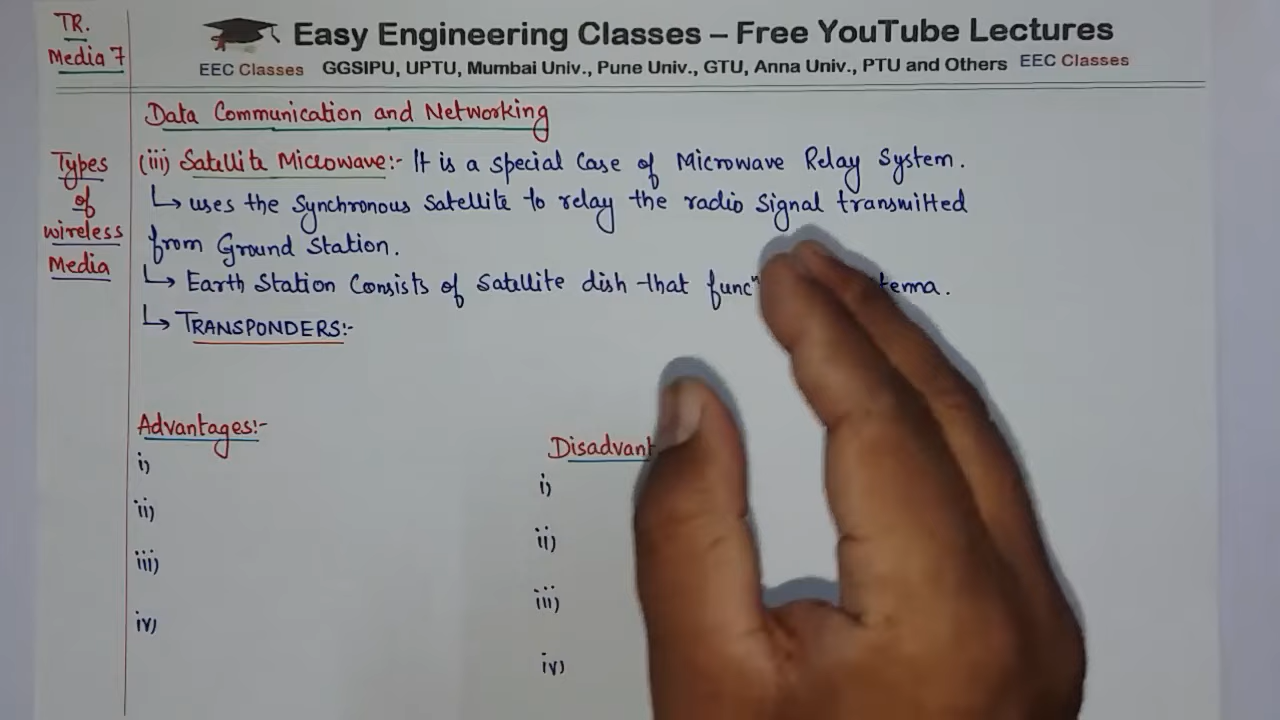 TR.
Media 7
Easy Engineering Classes – Free YouTube Lectures
EEC Classes GGSIPU, UPTU, Mumbai Univ., Pune Univ., GTU, Anna Univ., PTU and Others EEC Classes
Data Communication and Networking
Types
of
wireless
Media
(iii) Satellite Microwave:- It is a special case of Microwave Relay System.
↳ uses the Synchronous Satellite to relay the radio signal transmitted
from Ground Station.
↳ Earth Station Consists of Satellite dish that
↳ TRANSPONDERS:-
Advantages:-
i)
ii)
iii)
iv)
i)
ii)
iii)
iv)